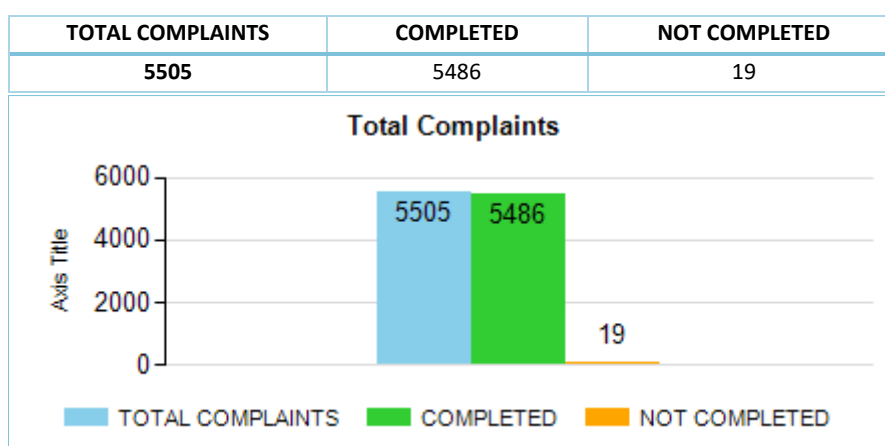 TOTAL COMPLAINTS COMPLETED NOT COMPLETED
5505 5486 19
Total Complaints
6000
4000
2000
0
Axis Title
5505 5486
19
TOTAL COMPLAINTS COMPLETED NOT COMPLETED